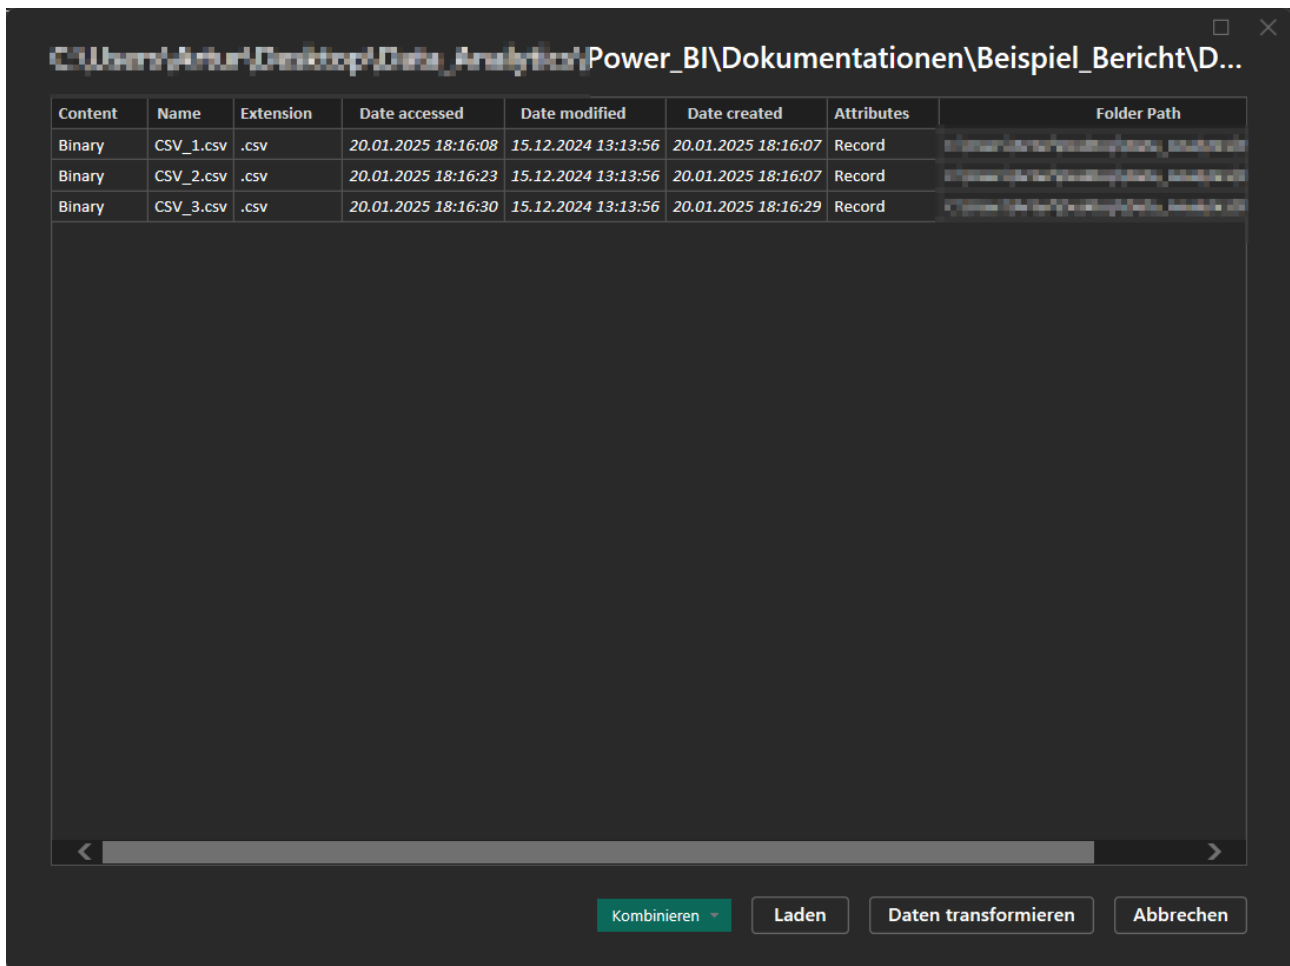 Power_BI\Dokumentationen\Beispiel_Bericht\D...
Content Name Extension Date accessed Date modified Date created Attributes Folder Path
Binary CSV_1.csv .csv 20.01.2025 18:16:08 15.12.2024 13:13:56 20.01.2025 18:16:07 Record
Binary CSV_2.csv .csv 20.01.2025 18:16:23 15.12.2024 13:13:56 20.01.2025 18:16:07 Record
Binary CSV_3.csv .csv 20.01.2025 18:16:30 15.12.2024 13:13:56 20.01.2025 18:16:29 Record
Kombinieren Laden Daten transformieren Abbrechen